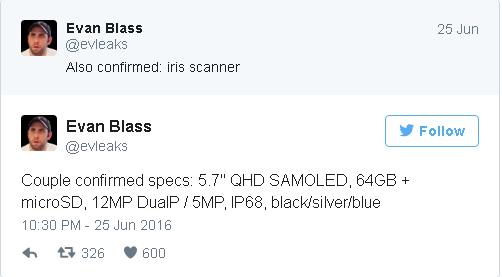 Evan Blass
25 Jun
@evleaks
Also confirmed: iris scanner
Evan Blass
Follow
@evleaks
Couple confirmed specs: 5.7" QHD SAMOLED, 64GB +
microSD, 12MP DualP / 5MP, IP68, black/silver/blue
10:30 PM - 25 Jun 2016
326
600